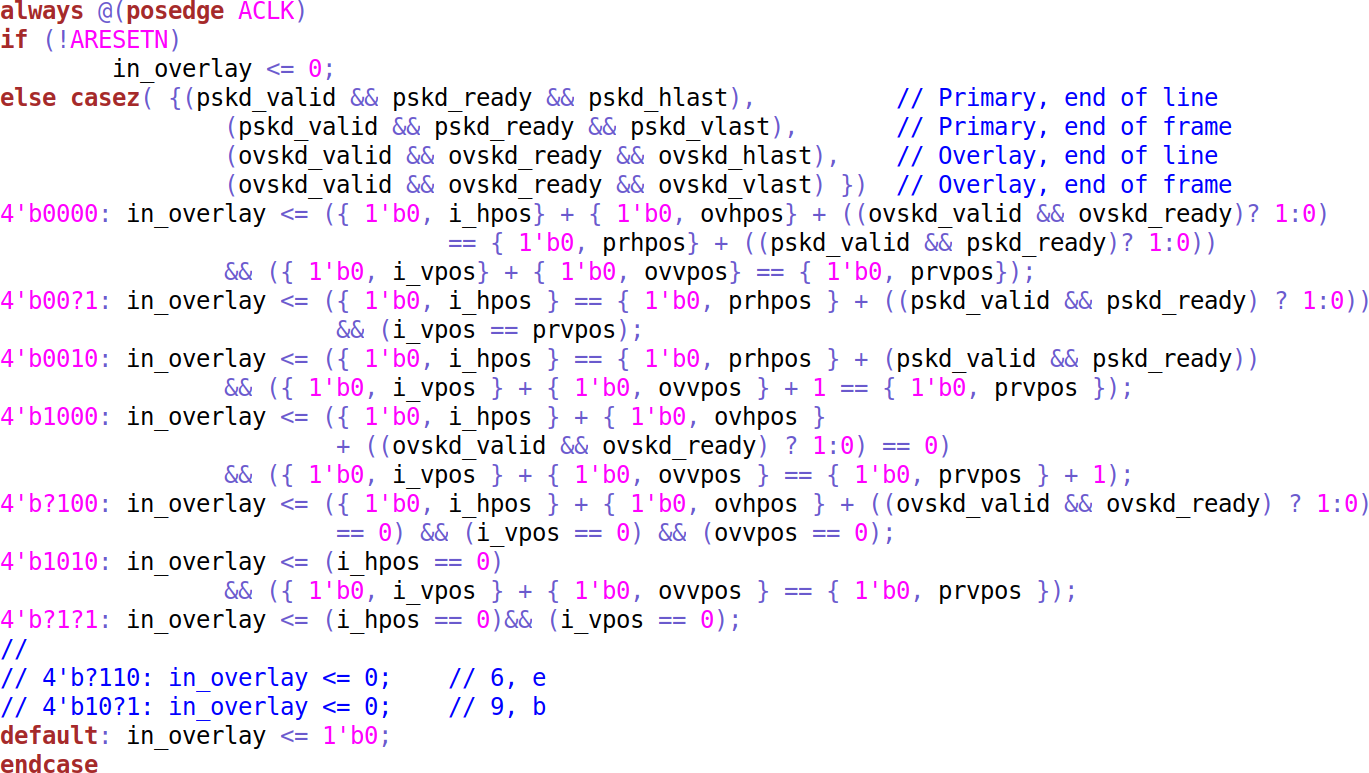 always @(posedge ACLK)
if (!ARESETN)
        in_overlay <= 0;
else casez( {(pskd_valid && pskd_ready && pskd_hlast),          // Primary, end of line
                (pskd_valid && pskd_ready && pskd_vlast),       // Primary, end of frame
                (ovskd_valid && ovskd_ready && ovskd_hlast),    // Overlay, end of line
                (ovskd_valid && ovskd_ready && ovskd_vlast) })  // Overlay, end of frame
4'b0000: in_overlay <= ({ 1'b0, i_hpos} + { 1'b0, ovhpos} + ((ovskd_valid && ovskd_ready)? 1:0)
                                == { 1'b0, prhpos} + ((pskd_valid && pskd_ready)? 1:0))
                && ({ 1'b0, i_vpos} + { 1'b0, ovvpos} == { 1'b0, prvpos});
4'b00?1: in_overlay <= ({ 1'b0, i_hpos } == { 1'b0, prhpos } + ((pskd_valid && pskd_ready) ? 1:0))
                        && (i_vpos == prvpos);
4'b0010: in_overlay <= ({ 1'b0, i_hpos } == { 1'b0, prhpos } + (pskd_valid && pskd_ready))
                && ({ 1'b0, i_vpos } + { 1'b0, ovvpos } + 1 == { 1'b0, prvpos });
4'b1000: in_overlay <= ({ 1'b0, i_hpos } + { 1'b0, ovhpos }
                        + ((ovskd_valid && ovskd_ready) ? 1:0) == 0)
                && ({ 1'b0, i_vpos } + { 1'b0, ovvpos } == { 1'b0, prvpos } + 1);
4'b?100: in_overlay <= ({ 1'b0, i_hpos } + { 1'b0, ovhpos } + ((ovskd_valid && ovskd_ready) ? 1:0)
                        == 0) && (i_vpos == 0) && (ovvpos == 0);
4'b1010: in_overlay <= (i_hpos == 0)
                && ({ 1'b0, i_vpos } + { 1'b0, ovvpos } == { 1'b0, prvpos });
4'b?1?1: in_overlay <= (i_hpos == 0)&& (i_vpos == 0);
//
// 4'b?110: in_overlay <= 0;    // 6, e
// 4'b10?1: in_overlay <= 0;    // 9, b
default: in_overlay <= 1'b0;
endcase